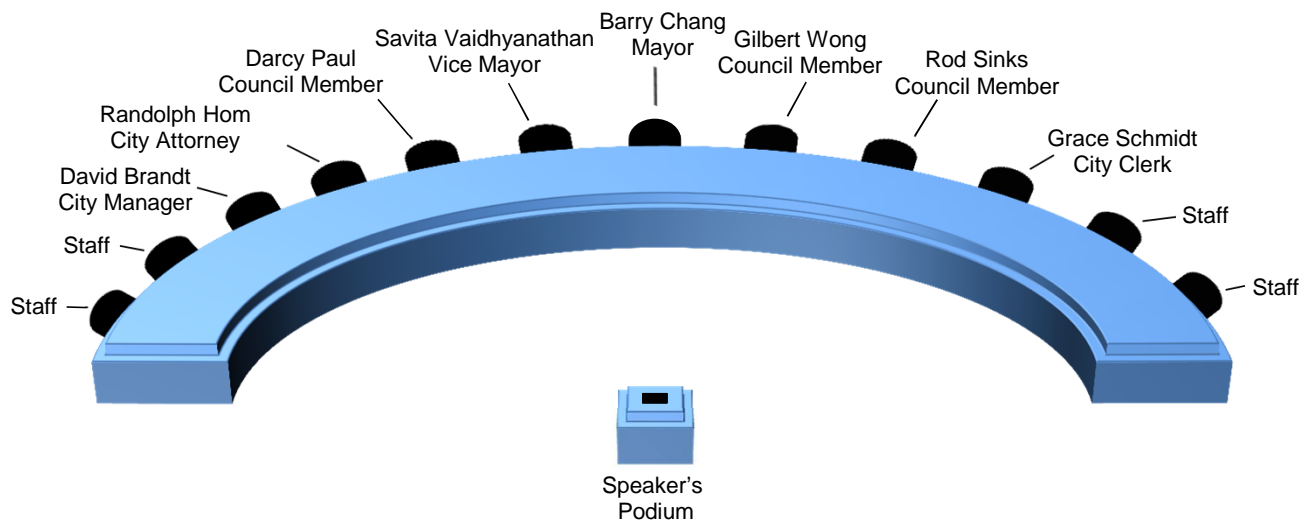 Barry Chang
Mayor
Savita Vaidhyanathan
Vice Mayor
Gilbert Wong
Council Member
Darcy Paul
Council Member
Rod Sinks
Council Member
Randolph Hom
City Attorney
Grace Schmidt
City Clerk
David Brandt
City Manager
Staff
Staff
Staff
Staff
Speaker’s
Podium